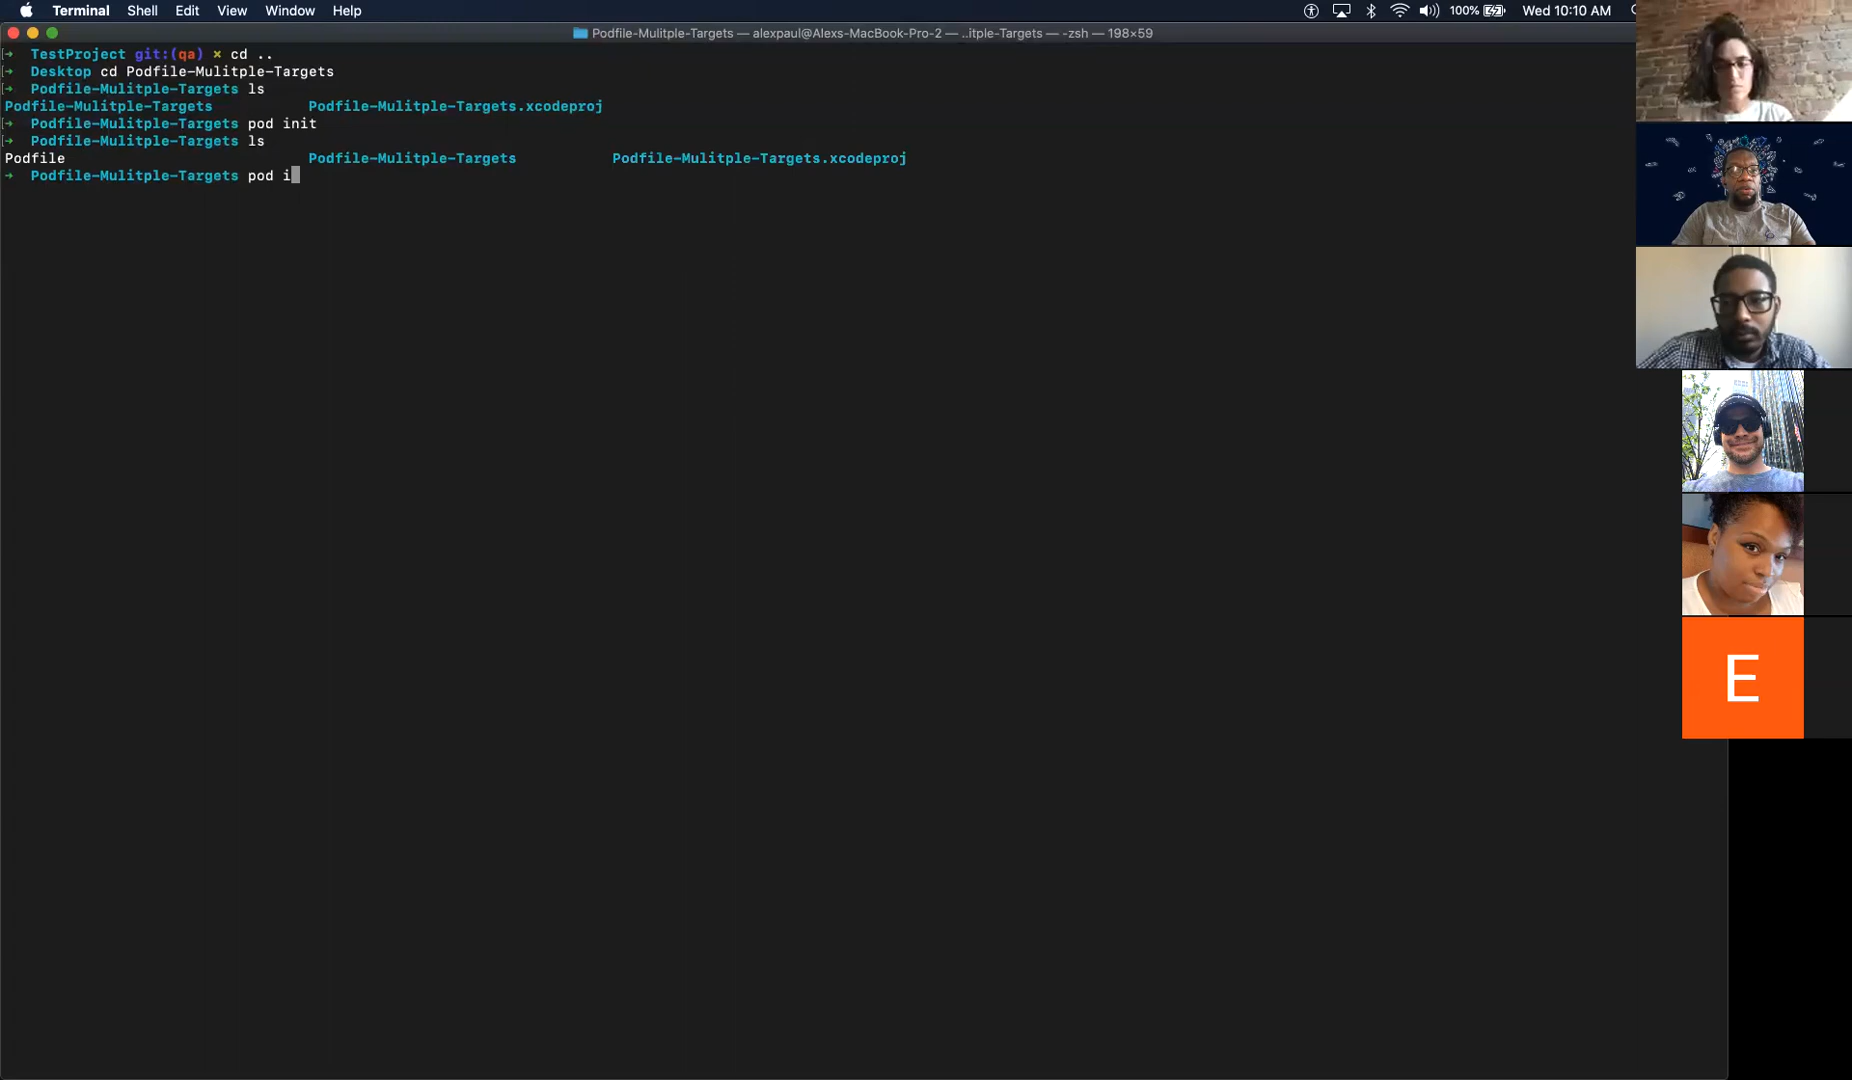 Terminal Shell Edit View Window Help 100% Wed 10:10 AM
Podfile-Mulitple-Targets — alexpaul@Alexs-MacBook-Pro-2 — ..itple-Targets — -zsh — 198×59
[→ TestProject git:(qa) × cd ..
[→ Desktop cd Podfile-Mulitple-Targets
[→ Podfile-Mulitple-Targets ls
Podfile-Mulitple-Targets Podfile-Mulitple-Targets.xcodeproj
[→ Podfile-Mulitple-Targets pod init
[→ Podfile-Mulitple-Targets ls
Podfile Podfile-Mulitple-Targets Podfile-Mulitple-Targets.xcodeproj
→ Podfile-Mulitple-Targets pod i
E